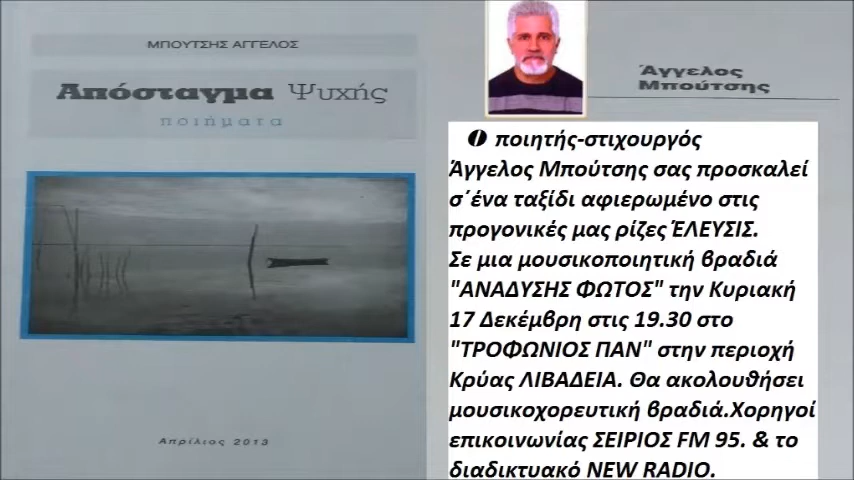 ΜΠΟΥΤΣΗΣ ΑΓΓΕΛΟΣ
Απόσταγμα Ψυχής
ποιήματα
Απρίλιος 2013
Άγγελος
Μπούτσης
Ο ποιητής-στιχουργός
Άγγελος Μπούτσης σας προσκαλεί
σ΄ένα ταξίδι αφιερωμένο στις
προγονικές μας ρίζες ΈΛΕΥΣΙΣ.
Σε μια μουσικοποιητική βραδιά
"ΑΝΑΔΥΣΗΣ ΦΩΤΟΣ" την Κυριακή
17 Δεκέμβρη στις 19.30 στο
"ΤΡΟΦΩΝΙΟΣ ΠΑΝ" στην περιοχή
Κρύας ΛΙΒΑΔΕΙΑ. Θα ακολουθήσει
μουσικοχορευτική βραδιά.Χορηγοί
επικοινωνίας ΣΕΙΡΙΟΣ FM 95. & το
διαδικτυακό NEW RADIO.